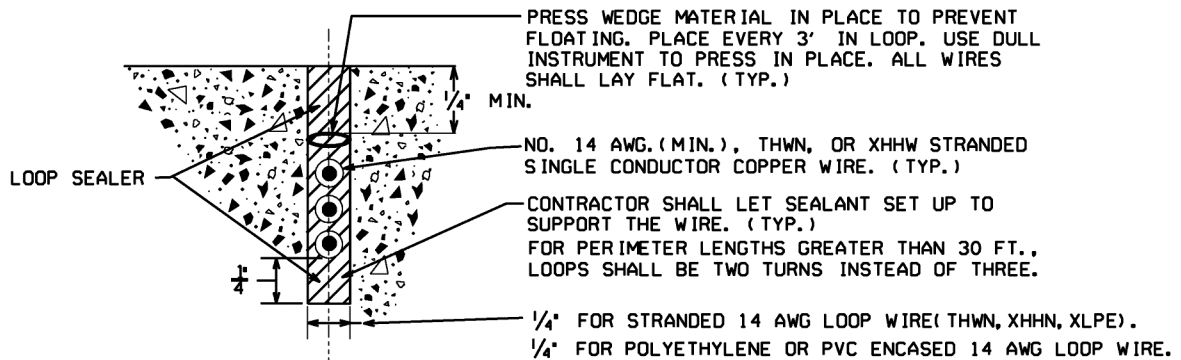 PRESS WEDGE MATERIAL IN PLACE TO PREVENT
FLOATING. PLACE EVERY 3' IN LOOP. USE DULL
INSTRUMENT TO PRESS IN PLACE. ALL WIRES
SHALL LAY FLAT. (TYP.)
1/4" MIN.
NO. 14 AWG.(MIN.), THWN, OR XHHW STRANDED
SINGLE CONDUCTOR COPPER WIRE. (TYP.)
LOOP SEALER
CONTRACTOR SHALL LET SEALANT SET UP TO
SUPPORT THE WIRE. (TYP.)
FOR PERIMETER LENGTHS GREATER THAN 30 FT.,
LOOPS SHALL BE TWO TURNS INSTEAD OF THREE.
1"/4
1/4" FOR STRANDED 14 AWG LOOP WIRE(THWN,XHHN,XLPE).
1/4" FOR POLYETHYLENE OR PVC ENCASED 14 AWG LOOP WIRE.